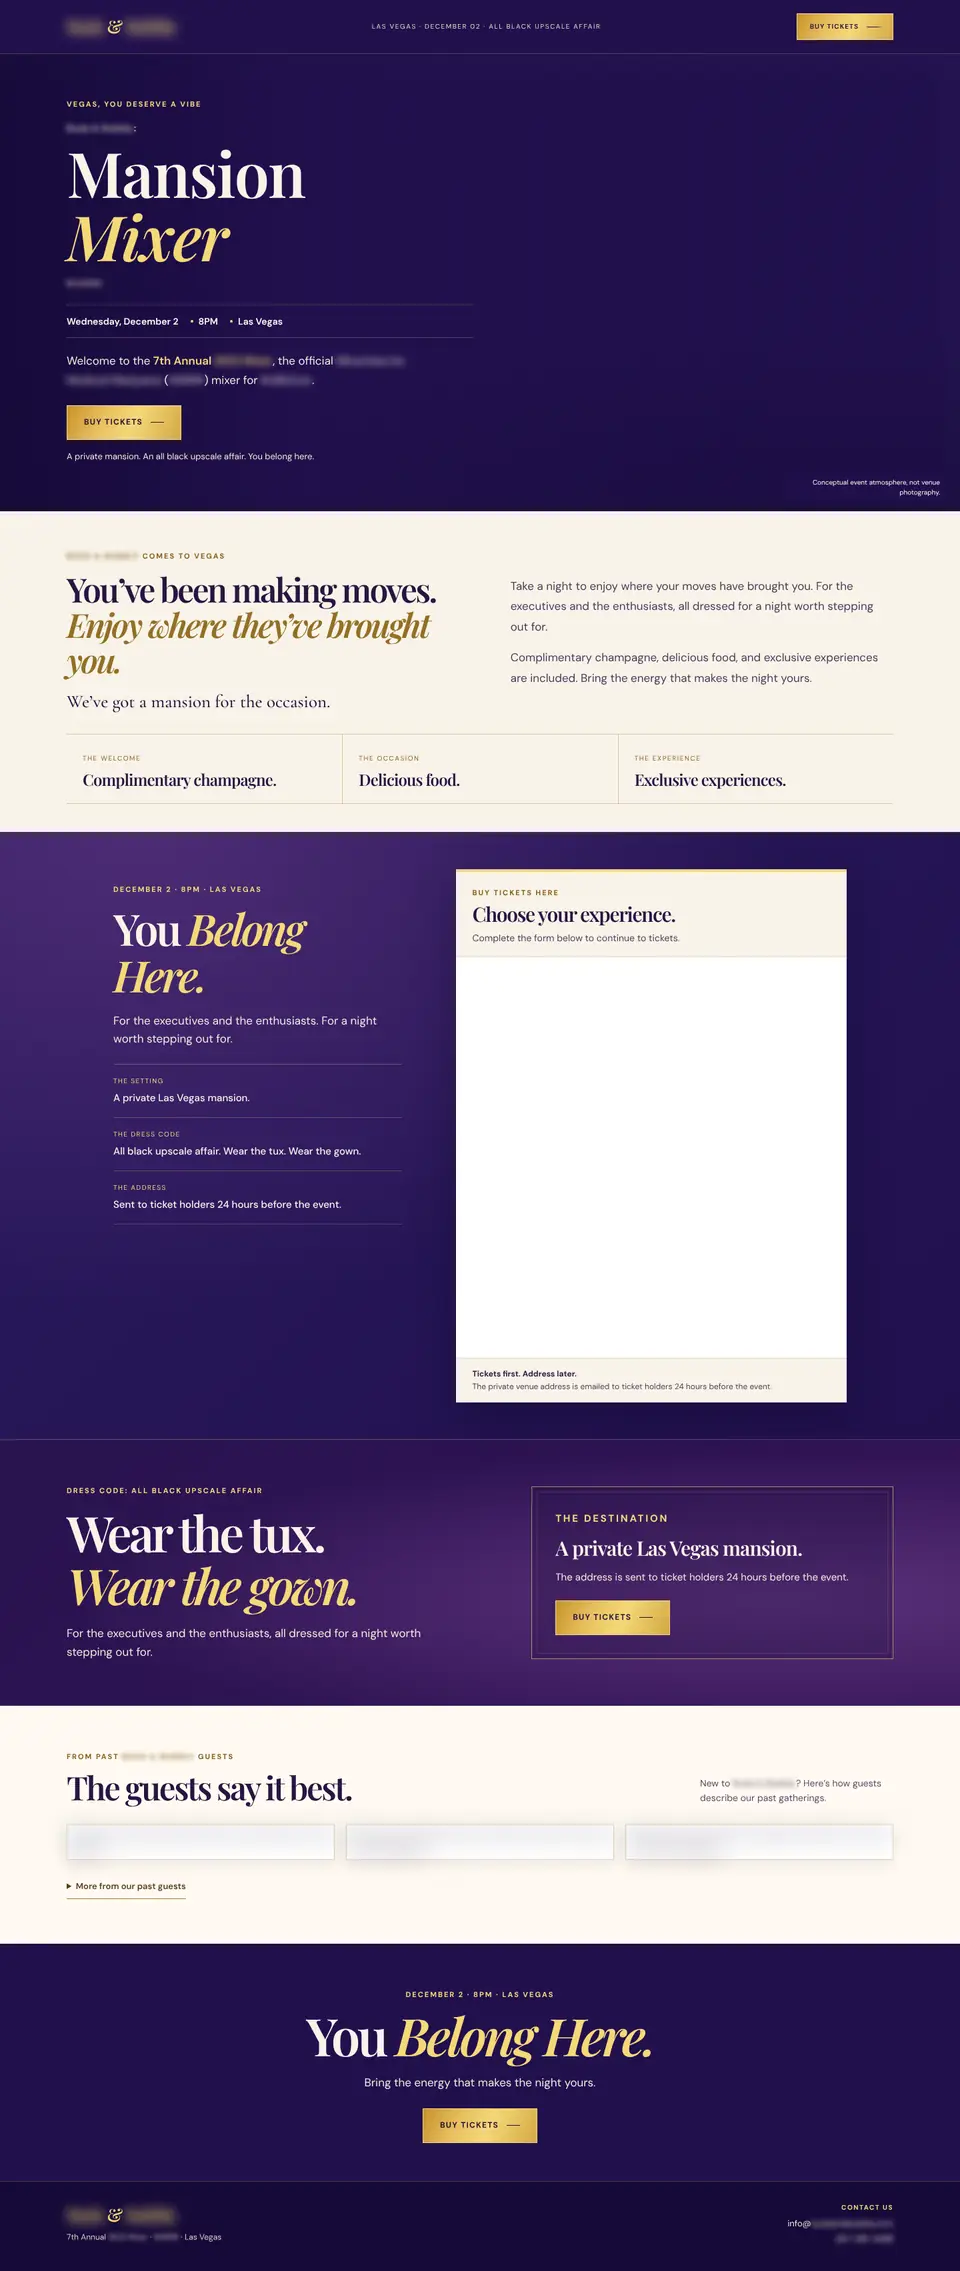 &
LAS VEGAS · DECEMBER 02 · ALL BLACK UPSCALE AFFAIR
BUY TICKETS
VEGAS, YOU DESERVE A VIBE
:
Mansion
Mixer
Wednesday, December 2 • 8PM • Las Vegas
Welcome to the 7th Annual , the official
( ) mixer for .
BUY TICKETS
A private mansion. An all black upscale affair. You belong here.
Conceptual event atmosphere, not venue
photography.
COMES TO VEGAS
You’ve been making moves.
Enjoy where they’ve brought
you.
We’ve got a mansion for the occasion.
Take a night to enjoy where your moves have brought you. For the
executives and the enthusiasts, all dressed for a night worth stepping
out for.
Complimentary champagne, delicious food, and exclusive experiences
are included. Bring the energy that makes the night yours.
THE WELCOME
Complimentary champagne.
THE OCCASION
Delicious food.
THE EXPERIENCE
Exclusive experiences.
DECEMBER 2 · 8PM · LAS VEGAS
You Belong
Here.
For the executives and the enthusiasts. For a night
worth stepping out for.
THE SETTING
A private Las Vegas mansion.
THE DRESS CODE
All black upscale affair. Wear the tux. Wear the gown.
THE ADDRESS
Sent to ticket holders 24 hours before the event.
BUY TICKETS HERE
Choose your experience.
Complete the form below to continue to tickets.
Tickets first. Address later.
The private venue address is emailed to ticket holders 24 hours before the event.
DRESS CODE: ALL BLACK UPSCALE AFFAIR
Wear the tux.
Wear the gown.
For the executives and the enthusiasts, all dressed for a night worth
stepping out for.
THE DESTINATION
A private Las Vegas mansion.
The address is sent to ticket holders 24 hours before the event.
BUY TICKETS
FROM PAST GUESTS
The guests say it best.
New to ? Here’s how guests
describe our past gatherings.
More from our past guests
DECEMBER 2 · 8PM · LAS VEGAS
You Belong Here.
Bring the energy that makes the night yours.
BUY TICKETS
&
7th Annual · · Las Vegas
CONTACT US
info@